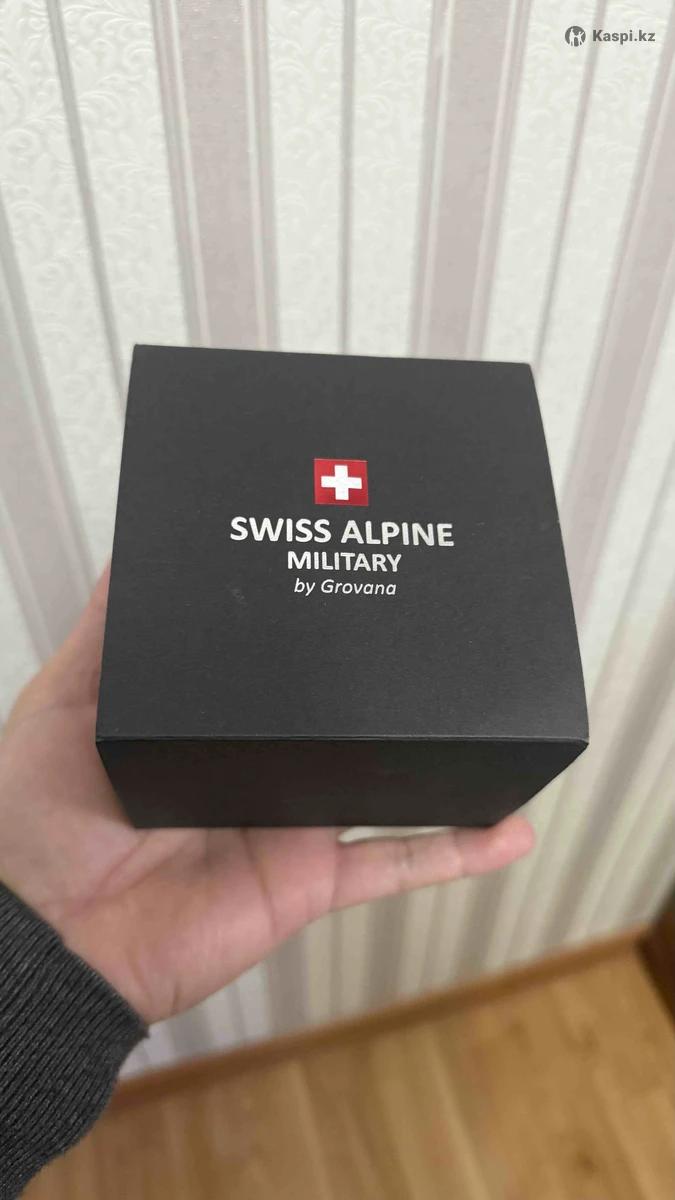 Kaspi.kz
SWISS ALPINE
MILITARY
by Grovana